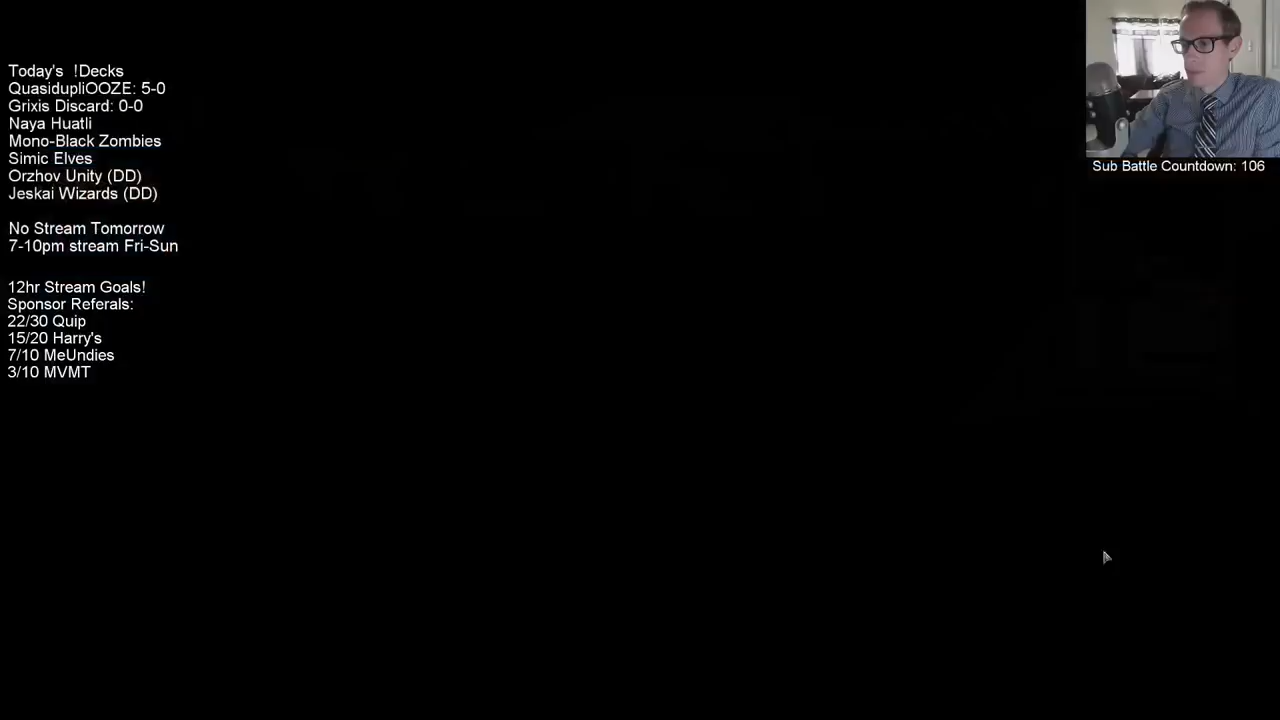 Today's !Decks
QuasidupliOOZE: 5-0
Grixis Discard: 0-0
Naya Huatli
Mono-Black Zombies
Simic Elves
Orzhov Unity (DD)
Jeskai Wizards (DD)
No Stream Tomorrow
7-10pm stream Fri-Sun
12hr Stream Goals!
Sponsor Referals:
22/30 Quip
15/20 Harry's
7/10 MeUndies
3/10 MVMT
Sub Battle Countdown: 106